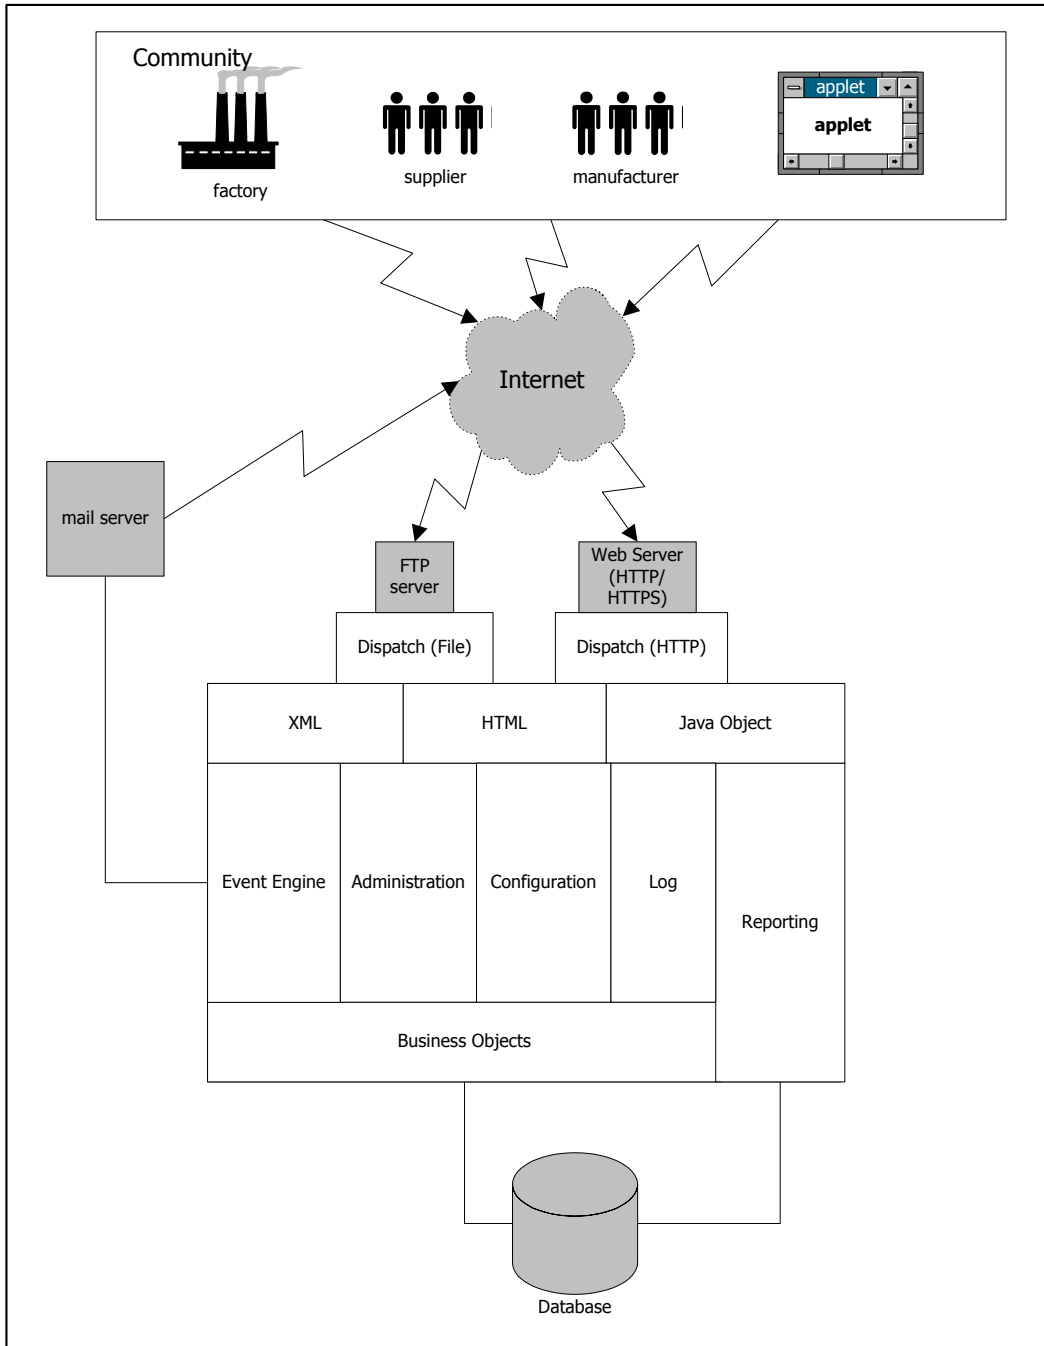 Community
applet
applet
factory
supplier
manufacturer
Internet
mail server
FTP
server
Web Server
(HTTP/
HTTPS)
Dispatch (File)
Dispatch (HTTP)
XML
HTML
Java Object
Event Engine
Administration
Configuration
Log
Reporting
Business Objects
Database